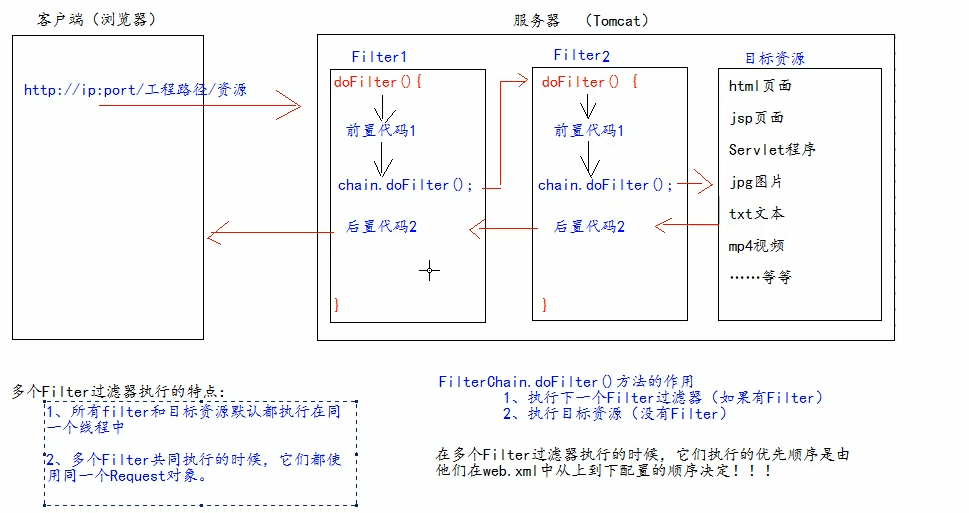 客户端（浏览器）
服务器 （Tomcat）
http://ip:port/工程路径/资源
Filter1
doFilter(){
前置代码1
chain.doFilter();
后置代码2
}
Filter2
doFilter() {
前置代码1
chain.doFilter();
后置代码2
}
目标资源
html页面
jsp页面
Servlet程序
jpg图片
txt文本
mp4视频
……等等
多个Filter过滤器执行的特点：
1、所有filter和目标资源默认都执行在同
一个线程中
2、多个Filter共同执行的时候，它们都使
用同一个Request对象。
FilterChain.doFilter()方法的作用
1、执行下一个Filter过滤器（如果有Filter）
2、执行目标资源（没有Filter）
在多个Filter过滤器执行的时候，它们执行的优先顺序是由
他们在web.xml中从上到下配置的顺序决定！！！